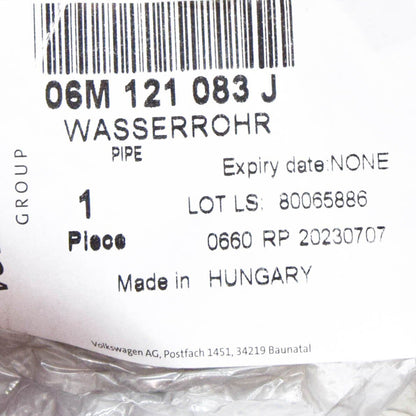 06M 121 083 J
WASSERROHR
PIPE
Expiry date:NONE
1
LOT LS: 80065886
Piece
0660 RP 20230707
Made in HUNGARY
GROUP
Volkswagen AG, Postfach 1451, 34219 Baunatal